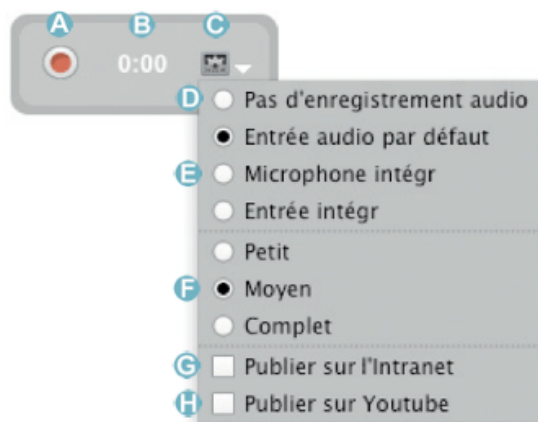 A B C
0:00
D Pas d'enregistrement audio
Entrée audio par défaut
E Microphone intégr
Entrée intégr
Petit
F Moyen
Complet
G Publier sur l'Intranet
H Publier sur Youtube